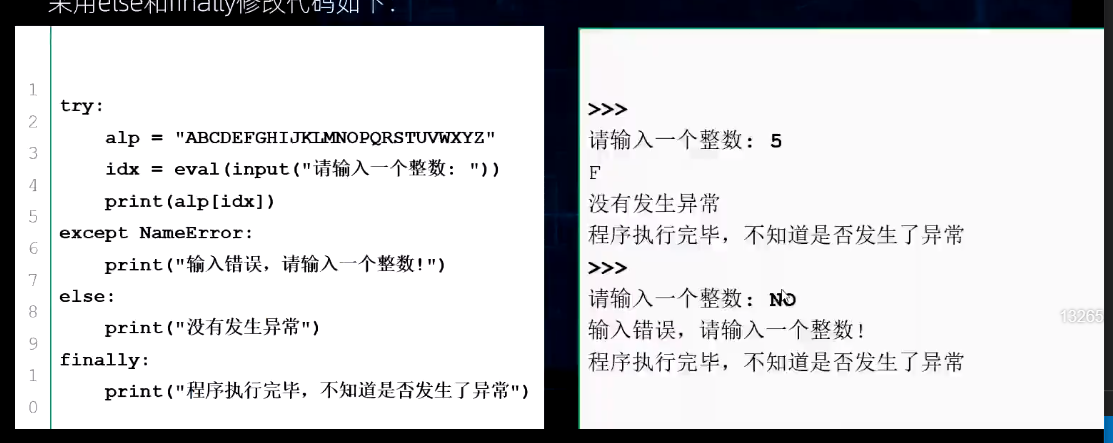 采用else和finally修改代码如下：
1
2
3
4
5
6
7
8
9
1
0
try:
    alp = "ABCDEFGHIJKLMNOPQRSTUVWXYZ"
    idx = eval(input("请输入一个整数: "))
    print(alp[idx])
except NameError:
    print("输入错误，请输入一个整数!")
else:
    print("没有发生异常")
finally:
    print("程序执行完毕，不知道是否发生了异常")
>>>
请输入一个整数: 5
F
没有发生异常
程序执行完毕，不知道是否发生了异常
>>>
请输入一个整数: NO
输入错误，请输入一个整数!
程序执行完毕，不知道是否发生了异常
13265